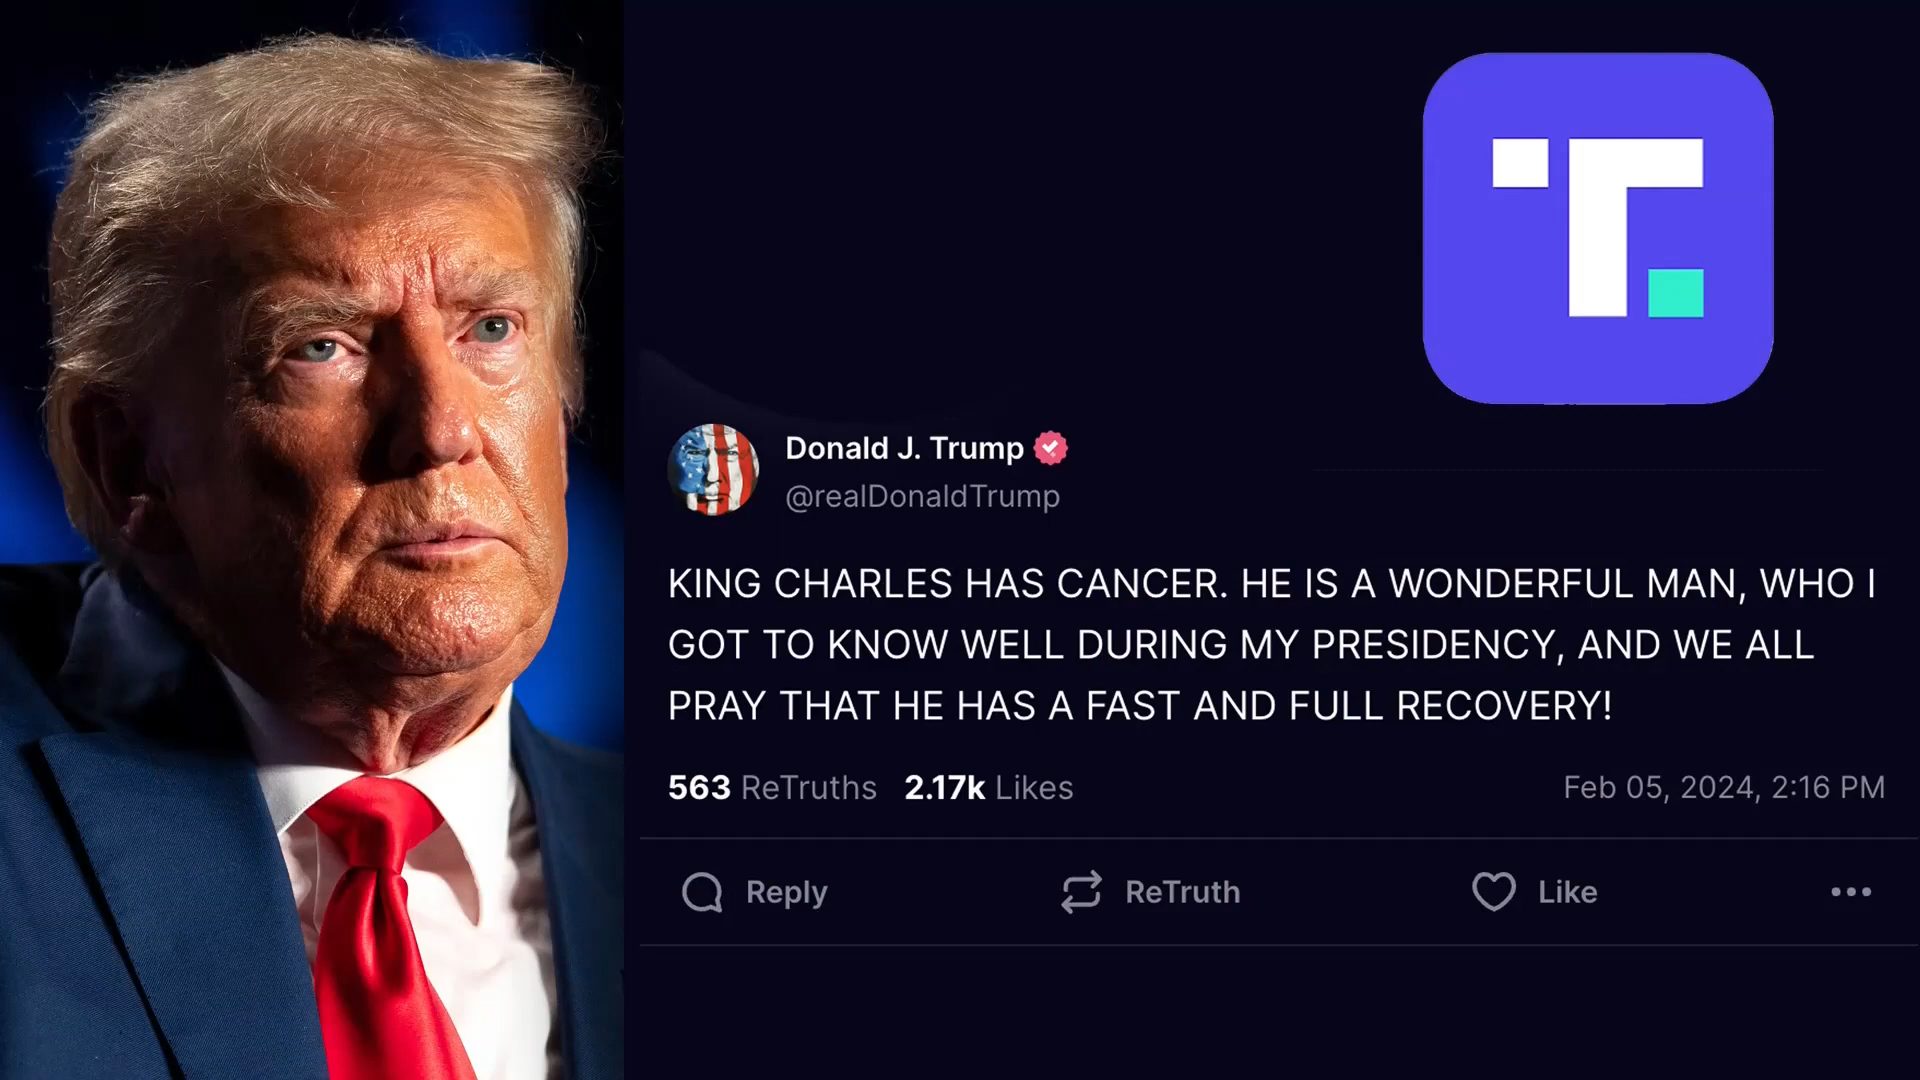 T.
Donald J. Trump
@realDonaldTrump
KING CHARLES HAS CANCER. HE IS A WONDERFUL MAN, WHO I
GOT TO KNOW WELL DURING MY PRESIDENCY, AND WE ALL
PRAY THAT HE HAS A FAST AND FULL RECOVERY!
563 ReTruths 2.17k Likes Feb 05, 2024, 2:16 PM
Reply ReTruth Like